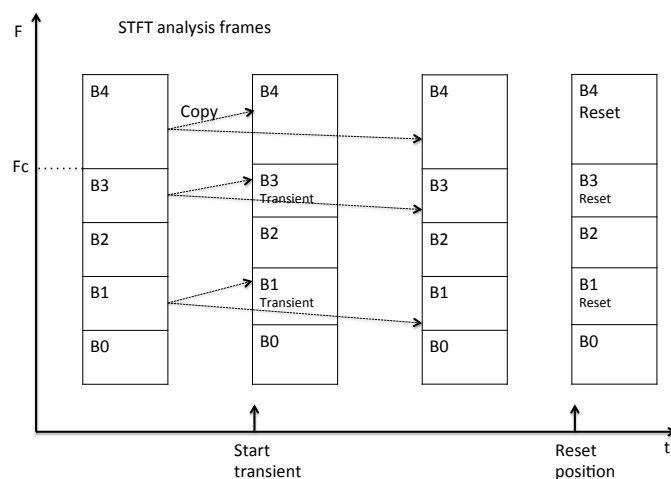 F
STFT analysis frames
B4
B4
B4
B4
Reset
Copy
Fc
B3
B3
Transient
B3
B3
Reset
B2
B2
B2
B2
B1
B1
Transient
B1
B1
Reset
B0
B0
B0
B0
t
Start
transient
Reset
position